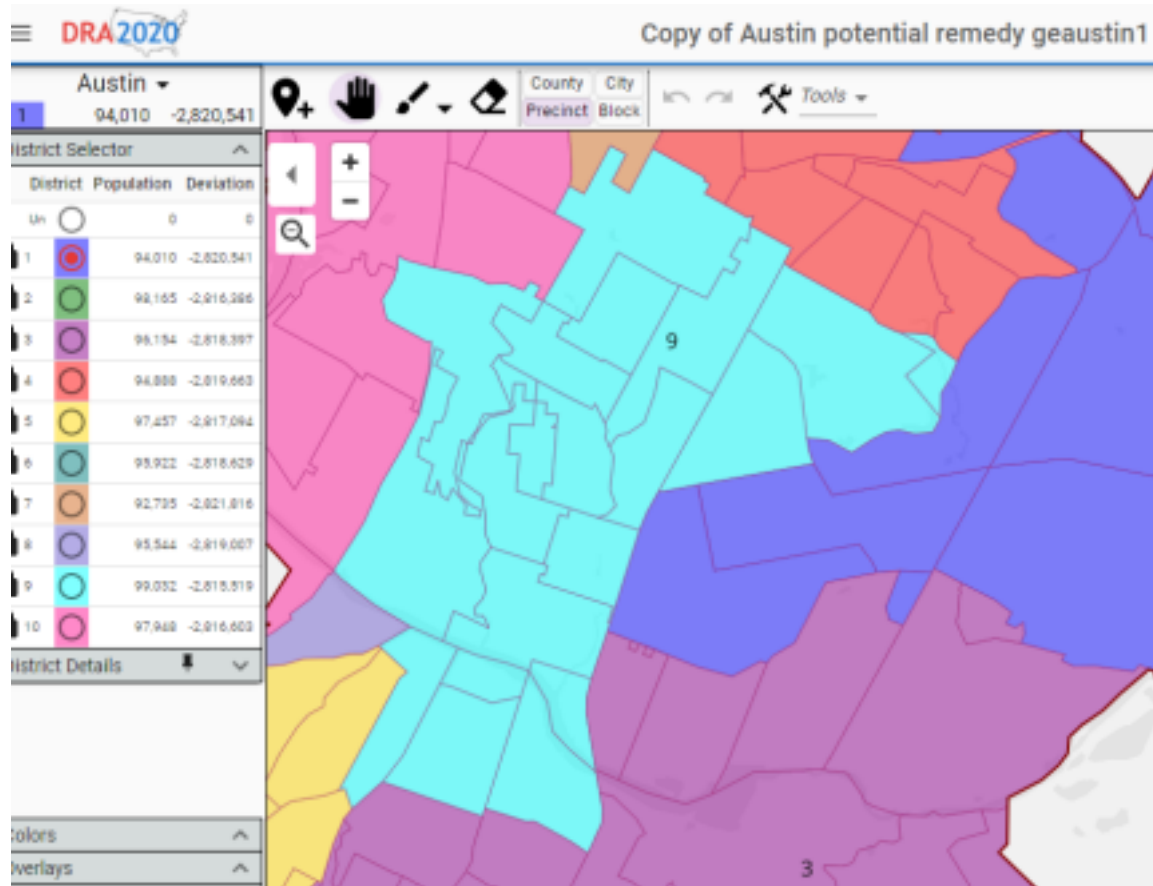 DRA2020
Copy of Austin potential remedy geaustin1
Austin
1 94,010 -2,820,541
County City
Precinct Block
Tools
District Selector
District Population Deviation
Un 0 0
1 94,010 -2,820,541
2 98,165 -2,816,386
3 96,154 -2,818,397
4 94,888 -2,819,663
5 97,457 -2,817,094
6 95,922 -2,818,629
7 92,735 -2,821,816
8 95,544 -2,819,007
9 99,032 -2,815,519
10 97,948 -2,816,603
District Details
Colors
Overlays
9
3